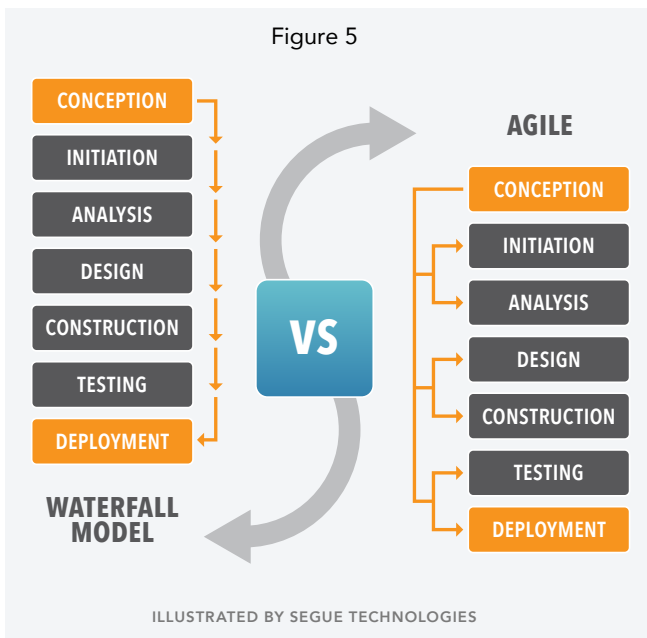 Figure 5
CONCEPTION
INITIATION
ANALYSIS
DESIGN
CONSTRUCTION
TESTING
DEPLOYMENT
WATERFALL
MODEL
VS
AGILE
CONCEPTION
INITIATION
ANALYSIS
DESIGN
CONSTRUCTION
TESTING
DEPLOYMENT
ILLUSTRATED BY SEGUE TECHNOLOGIES